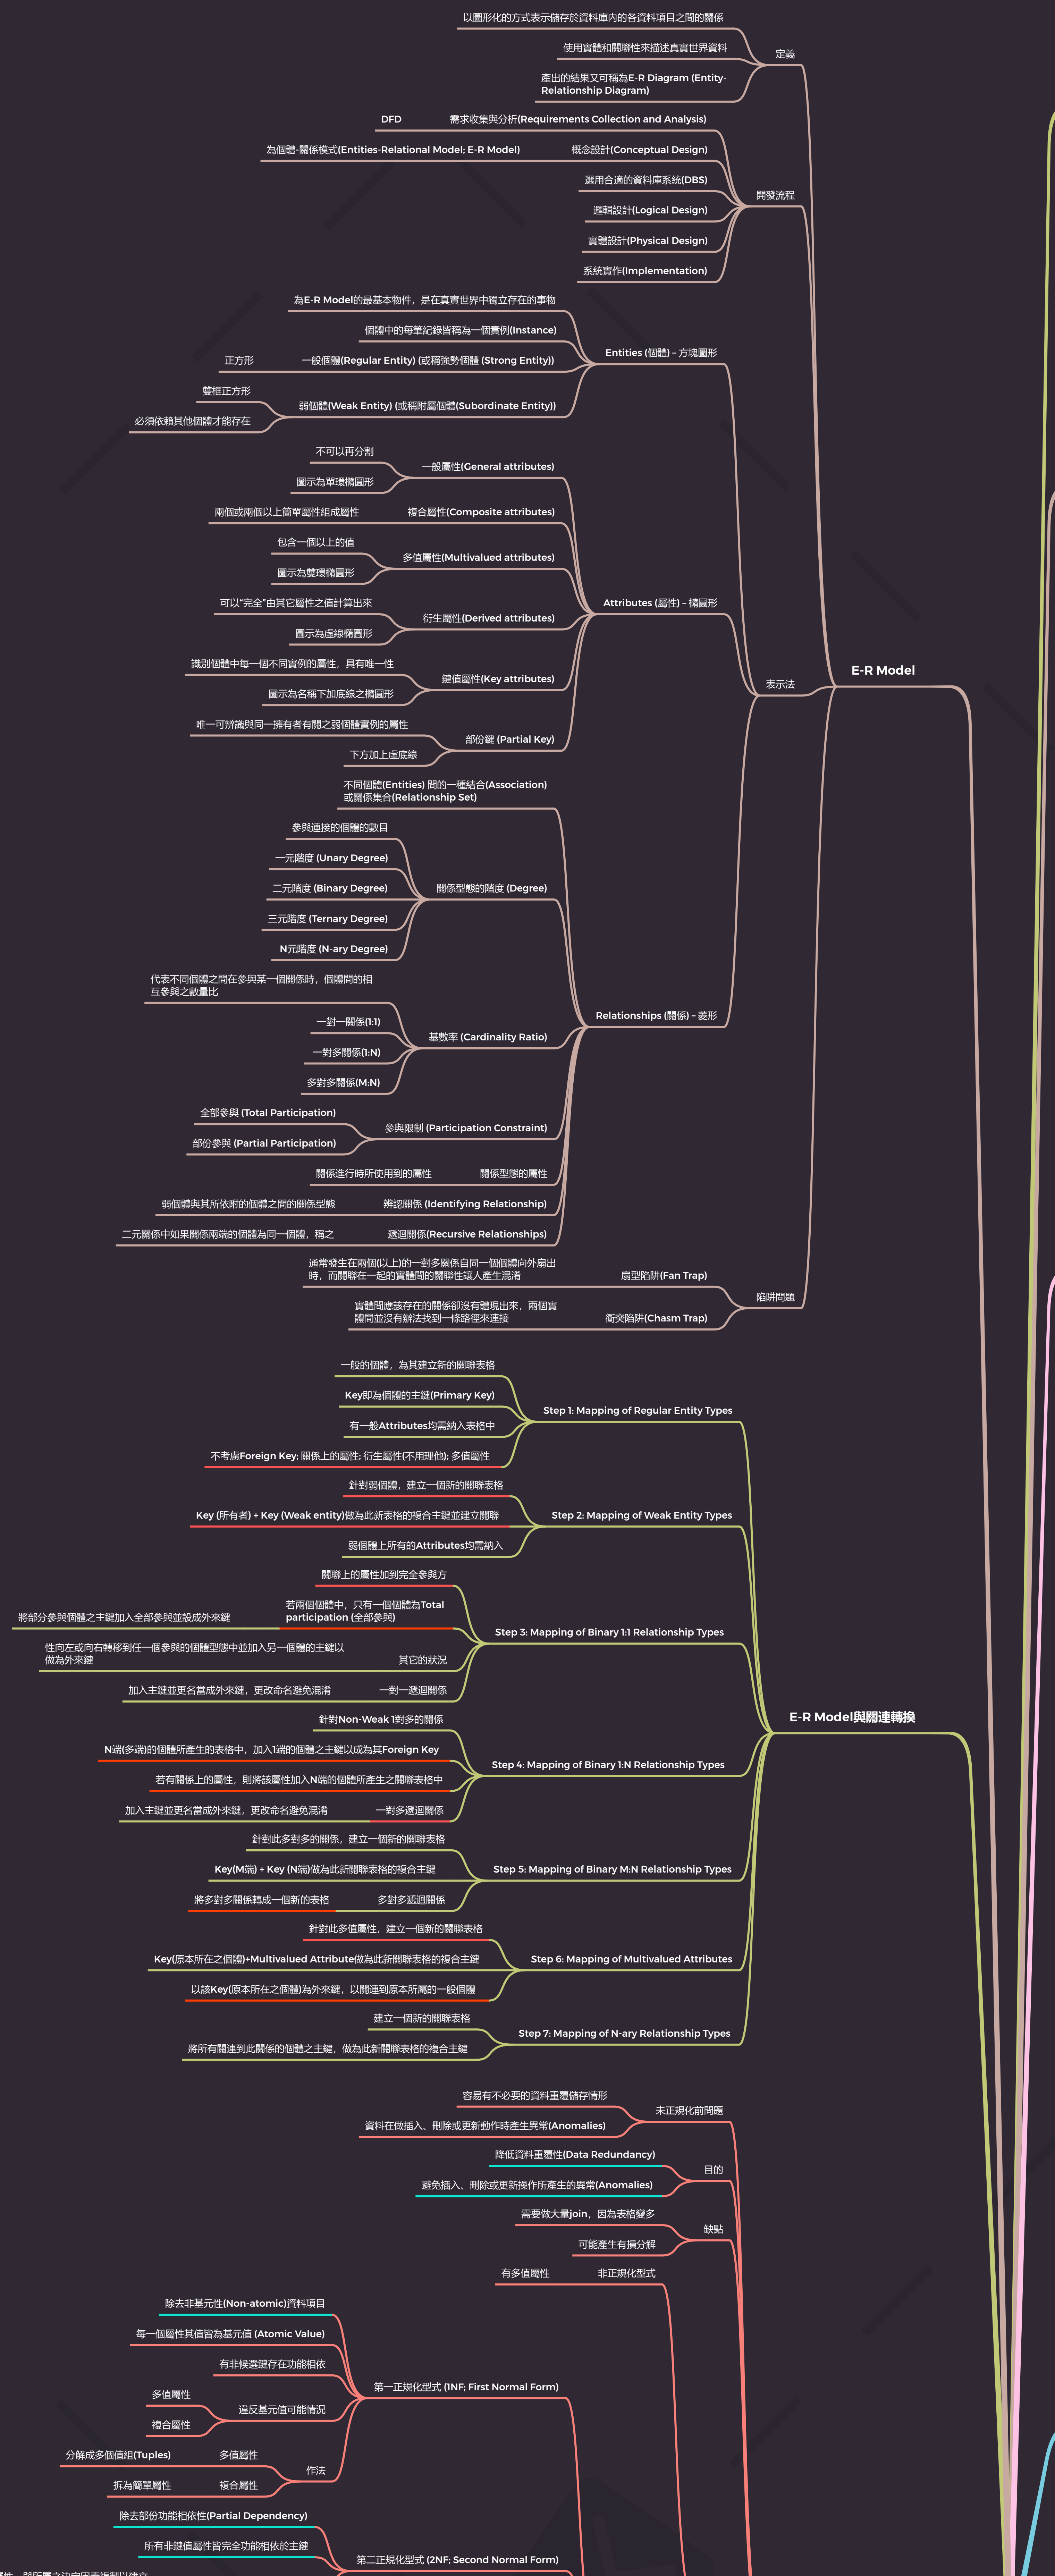 以圖形化的方式表示儲存於資料庫內的各資料項目之間的關係
使用實體和關聯性來描述真實世界資料
定義
產出的結果又可稱為E-R Diagram (Entity-
Relationship Diagram)
DFD
需求收集與分析(Requirements Collection and Analysis)
為個體-關係模式(Entities-Relational Model; E-R Model)
概念設計(Conceptual Design)
選用合適的資料庫系統(DBS)
開發流程
邏輯設計(Logical Design)
實體設計(Physical Design)
系統實作(Implementation)
為E-R Model的最基本物件，是在真實世界中獨立存在的事物
個體中的每筆紀錄皆稱為一個實例(Instance)
Entities (個體) – 方塊圖形
正方形
一般個體(Regular Entity) (或稱強勢個體 (Strong Entity))
雙框正方形
弱個體(Weak Entity) (或稱附屬個體(Subordinate Entity))
必須依賴其他個體才能存在
不可以再分割
一般屬性(General attributes)
圖示為單環橢圓形
兩個或兩個以上簡單屬性組成屬性
複合屬性(Composite attributes)
包含一個以上的值
多值屬性(Multivalued attributes)
圖示為雙環橢圓形
可以“完全”由其它屬性之值計算出來
Attributes (屬性) – 橢圓形
衍生屬性(Derived attributes)
圖示為虛線橢圓形
識別個體中每一個不同實例的屬性，具有唯一性
鍵值屬性(Key attributes)
圖示為名稱下加底線之橢圓形
E-R Model
表示法
唯一可辨識與同一擁有者有關之弱個體實例的屬性
部份鍵 (Partial Key)
下方加上虛底線
不同個體(Entities) 間的一種結合(Association)
或關係集合(Relationship Set)
參與連接的個體的數目
一元階度 (Unary Degree)
二元階度 (Binary Degree)
關係型態的階度 (Degree)
三元階度 (Ternary Degree)
N元階度 (N-ary Degree)
代表不同個體之間在參與某一個關係時，個體間的相
互參與之數量比
Relationships (關係) – 菱形
一對一關係(1:1)
基數率 (Cardinality Ratio)
一對多關係(1:N)
多對多關係(M:N)
全部參與 (Total Participation)
參與限制 (Participation Constraint)
部份參與 (Partial Participation)
關係進行時所使用到的屬性
關係型態的屬性
弱個體與其所依附的個體之間的關係型態
辨認關係 (Identifying Relationship)
二元關係中如果關係兩端的個體為同一個體，稱之
遞迴關係(Recursive Relationships)
通常發生在兩個(以上)的一對多關係自同一個個體向外扇出
時，而關聯在一起的實體間的關聯性讓人產生混淆
扇型陷阱(Fan Trap)
陷阱問題
實體間應該存在的關係卻沒有體現出來，兩個實
體間並沒有辦法找到一條路徑來連接
衝突陷阱(Chasm Trap)
一般的個體，為其建立新的關聯表格
Key即為個體的主鍵(Primary Key)
Step 1: Mapping of Regular Entity Types
有一般Attributes均需納入表格中
不考慮Foreign Key; 關係上的屬性; 衍生屬性(不用理他); 多值屬性
針對弱個體，建立一個新的關聯表格
Key (所有者) + Key (Weak entity)做為此新表格的複合主鍵並建立關聯
Step 2: Mapping of Weak Entity Types
弱個體上所有的Attributes均需納入
關聯上的屬性加到完全參與方
若兩個個體中，只有一個個體為Total
participation (全部參與)
將部分參與個體之主鍵加入全部參與並設成外來鍵
Step 3: Mapping of Binary 1:1 Relationship Types
性向左或向右轉移到任一個參與的個體型態中並加入另一個體的主鍵以
做為外來鍵
其它的狀況
加入主鍵並更名當成外來鍵，更改命名避免混淆
一對一遞迴關係
E-R Model與關連轉換
針對Non-Weak 1對多的關係
N端(多端)的個體所產生的表格中，加入1端的個體之主鍵以成為其Foreign Key
Step 4: Mapping of Binary 1:N Relationship Types
若有關係上的屬性，則將該屬性加入N端的個體所產生之關聯表格中
加入主鍵並更名當成外來鍵，更改命名避免混淆
一對多遞迴關係
針對此多對多的關係，建立一個新的關聯表格
Key(M端) + Key (N端)做為此新關聯表格的複合主鍵
Step 5: Mapping of Binary M:N Relationship Types
將多對多關係轉成一個新的表格
多對多遞迴關係
針對此多值屬性，建立一個新的關聯表格
Key(原本所在之個體)+Multivalued Attribute做為此新關聯表格的複合主鍵
Step 6: Mapping of Multivalued Attributes
以該Key(原本所在之個體)為外來鍵，以關連到原本所屬的一般個體
建立一個新的關聯表格
Step 7: Mapping of N-ary Relationship Types
將所有關連到此關係的個體之主鍵，做為此新關聯表格的複合主鍵
容易有不必要的資料重覆儲存情形
未正規化前問題
資料在做插入、刪除或更新動作時產生異常(Anomalies)
降低資料重覆性(Data Redundancy)
目的
避免插入、刪除或更新操作所產生的異常(Anomalies)
需要做大量join，因為表格變多
缺點
可能產生有損分解
有多值屬性
非正規化型式
除去非基元性(Non-atomic)資料項目
每一個屬性其值皆為基元值 (Atomic Value)
有非候選鍵存在功能相依
第一正規化型式 (1NF; First Normal Form)
多值屬性
違反基元值可能情況
複合屬性
分解成多個值組(Tuples)
多值屬性
作法
拆為簡單屬性
複合屬性
除去部份功能相依性(Partial Dependency)
所有非鍵值屬性皆完全功能相依於主鍵
第二正規化型式 (2NF; Second Normal Form)